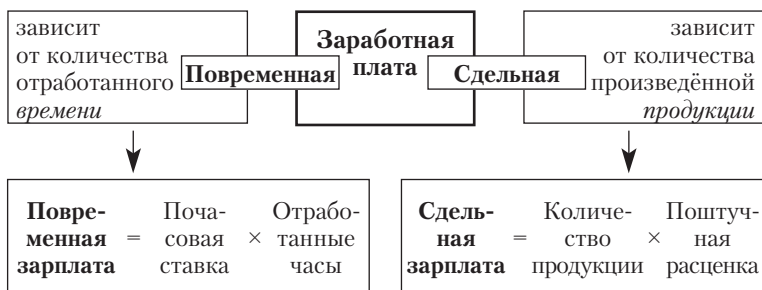 зависит
от количества
отработанного
времени
Повременная
Заработная
плата
Сдельная
зависит
от количества
произведённой
продукции
Повре-
менная
зарплата
=
Поча-
совая
ставка
×
Отрабо-
танные
часы
Сдель-
ная
зарплата
=
Количе-
ство
продукции
×
Поштуч-
ная
расценка